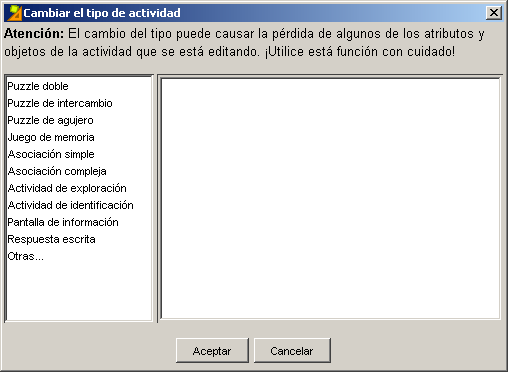 Cambiar el tipo de actividad
Atención: El cambio del tipo puede causar la pérdida de algunos de los atributos y
objetos de la actividad que se está editando. ¡Utilice está función con cuidado!
Puzzle doble
Puzzle de intercambio
Puzzle de agujero
Juego de memoria
Asociación simple
Asociación compleja
Actividad de exploración
Actividad de identificación
Pantalla de información
Respuesta escrita
Otras...
Aceptar
Cancelar